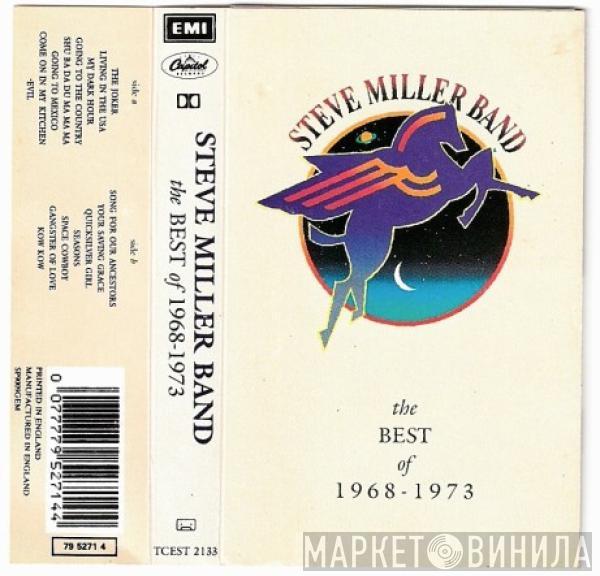 side a
THE JOKER
LIVING IN THE USA
MY DARK HOUR
GOING TO THE COUNTRY
SHU BA DA DU MA MA MA
GOING TO MEXICO
COME ON IN MY KITCHEN
-EVIL
side b
SONG FOR OUR ANCESTORS
YOUR SAVING GRACE
QUICKSILVER GIRL
SEASONS
SPACE COWBOY
GANGSTER OF LOVE
KOW KOW
PRINTED IN ENGLAND
MANUFACTURED IN ENGLAND
SP900NGEM
0 077779 527144
79 5271 4
EMI
Capitol
RECORDS
STEVE MILLER BAND
the BEST of 1968-1973
TCEST 2133
STEVE MILLER BAND
the
BEST
of
1968-1973
МАРКЕТ ВИНИЛА